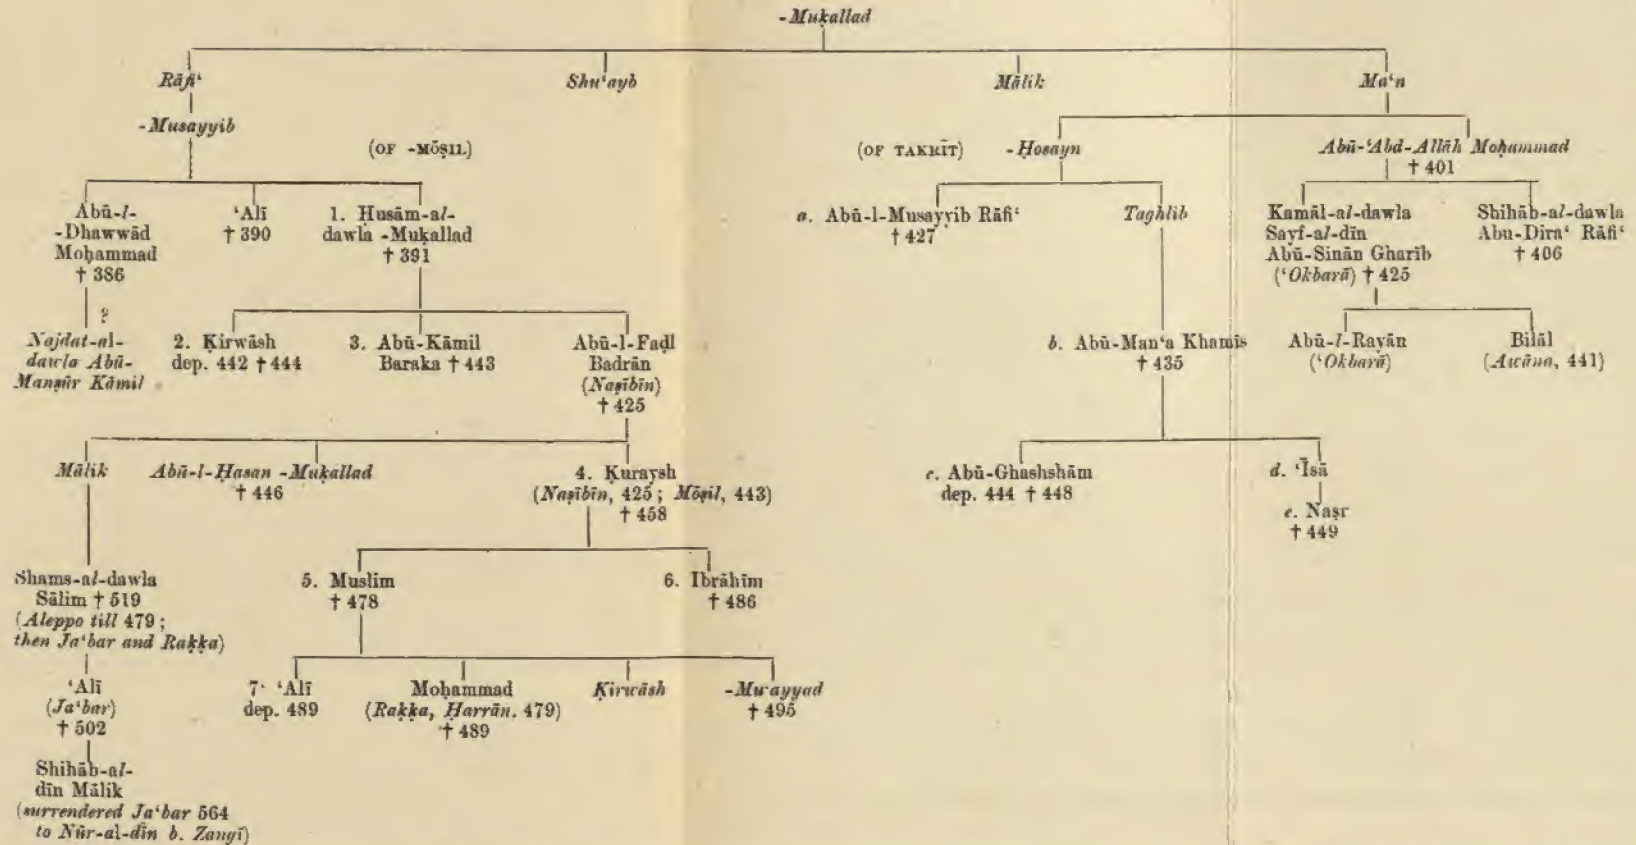 -Muḳallad
Rāfi‘
Shu‘ayb
Mālik
Ma‘n
-Musayyib
(OF -MŌṢIL)
(OF TAKRĪT)
-Ḥosayn
Abū-‘Abd-Allāh Moḥammad
† 401
Abū-l-
-Dhawwād
Moḥammad
† 386
‘Alī
† 390
1. Ḥusām-al-
dawla -Muḳallad
† 391
a. Abū-l-Musayyib Rāfi‘
† 427
Taghlib
Kamāl-al-dawla
Sayf-al-dīn
Abū-Sinān Gharīb
(‘Okbarā) † 425
Shihāb-al-dawla
Abu-Dira‘ Rāfi‘
† 406
?
Najdat-al-
dawla Abū-
Manṣūr Kāmil
2. Ḳirwāsh
dep. 442 † 444
3. Abū-Kāmil
Baraka † 443
Abū-l-Faḍl
Badrān
(Naṣībīn)
† 425
b. Abū-Man‘a Khamis
† 435
Abū-l-Rayān
(‘Okbarā)
Bilāl
(Awāna, 441)
Mālik
Abū-l-Ḥasan -Muḳallad
† 446
4. Ḳuraysh
(Naṣībīn, 425; Mōṣil, 443)
† 458
c. Abū-Ghashshām
dep. 444 † 448
d. ‘Īsā
e. Naṣr
† 449
Shams-al-dawla
Sālim † 519
(Aleppo till 479;
then Ja‘bar and Raḳḳa)
5. Muslim
† 478
6. Ibrāhīm
† 486
‘Alī
(Ja‘bar)
† 502
7· ‘Alī
dep. 489
Moḥammad
(Raḳḳa, Ḥarrān. 479)
† 489
Ḳirwāsh
-Mu‘ayyad
† 495
Shihāb-al-
dīn Mālik
(surrendered Ja‘bar 564
to Nūr-al-dīn b. Zangī)